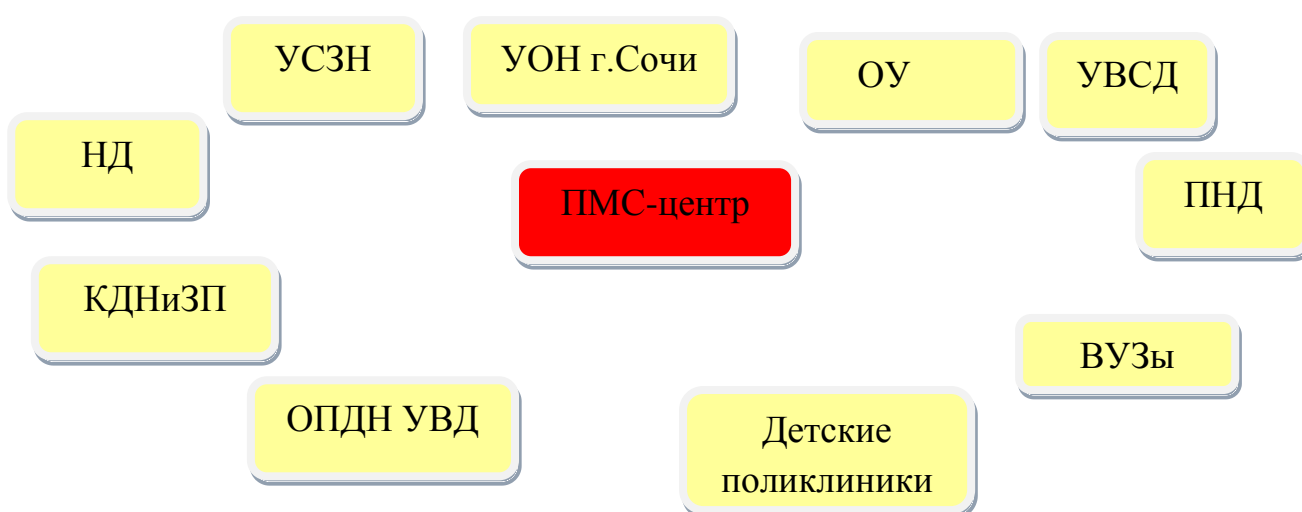 УСЗН
УОН г.Сочи
ОУ
УВСД
НД
ПМС-центр
ПНД
КДНиЗП
ВУЗы
ОПДН УВД
Детские
поликлиники